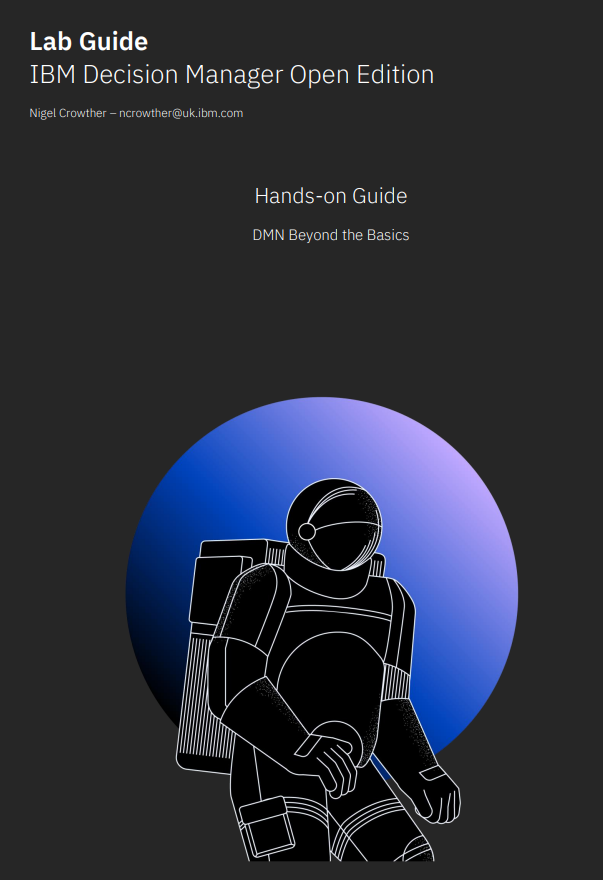 Lab Guide
IBM Decision Manager Open Edition
Nigel Crowther – ncrowther@uk.ibm.com
Hands-on Guide
DMN Beyond the Basics